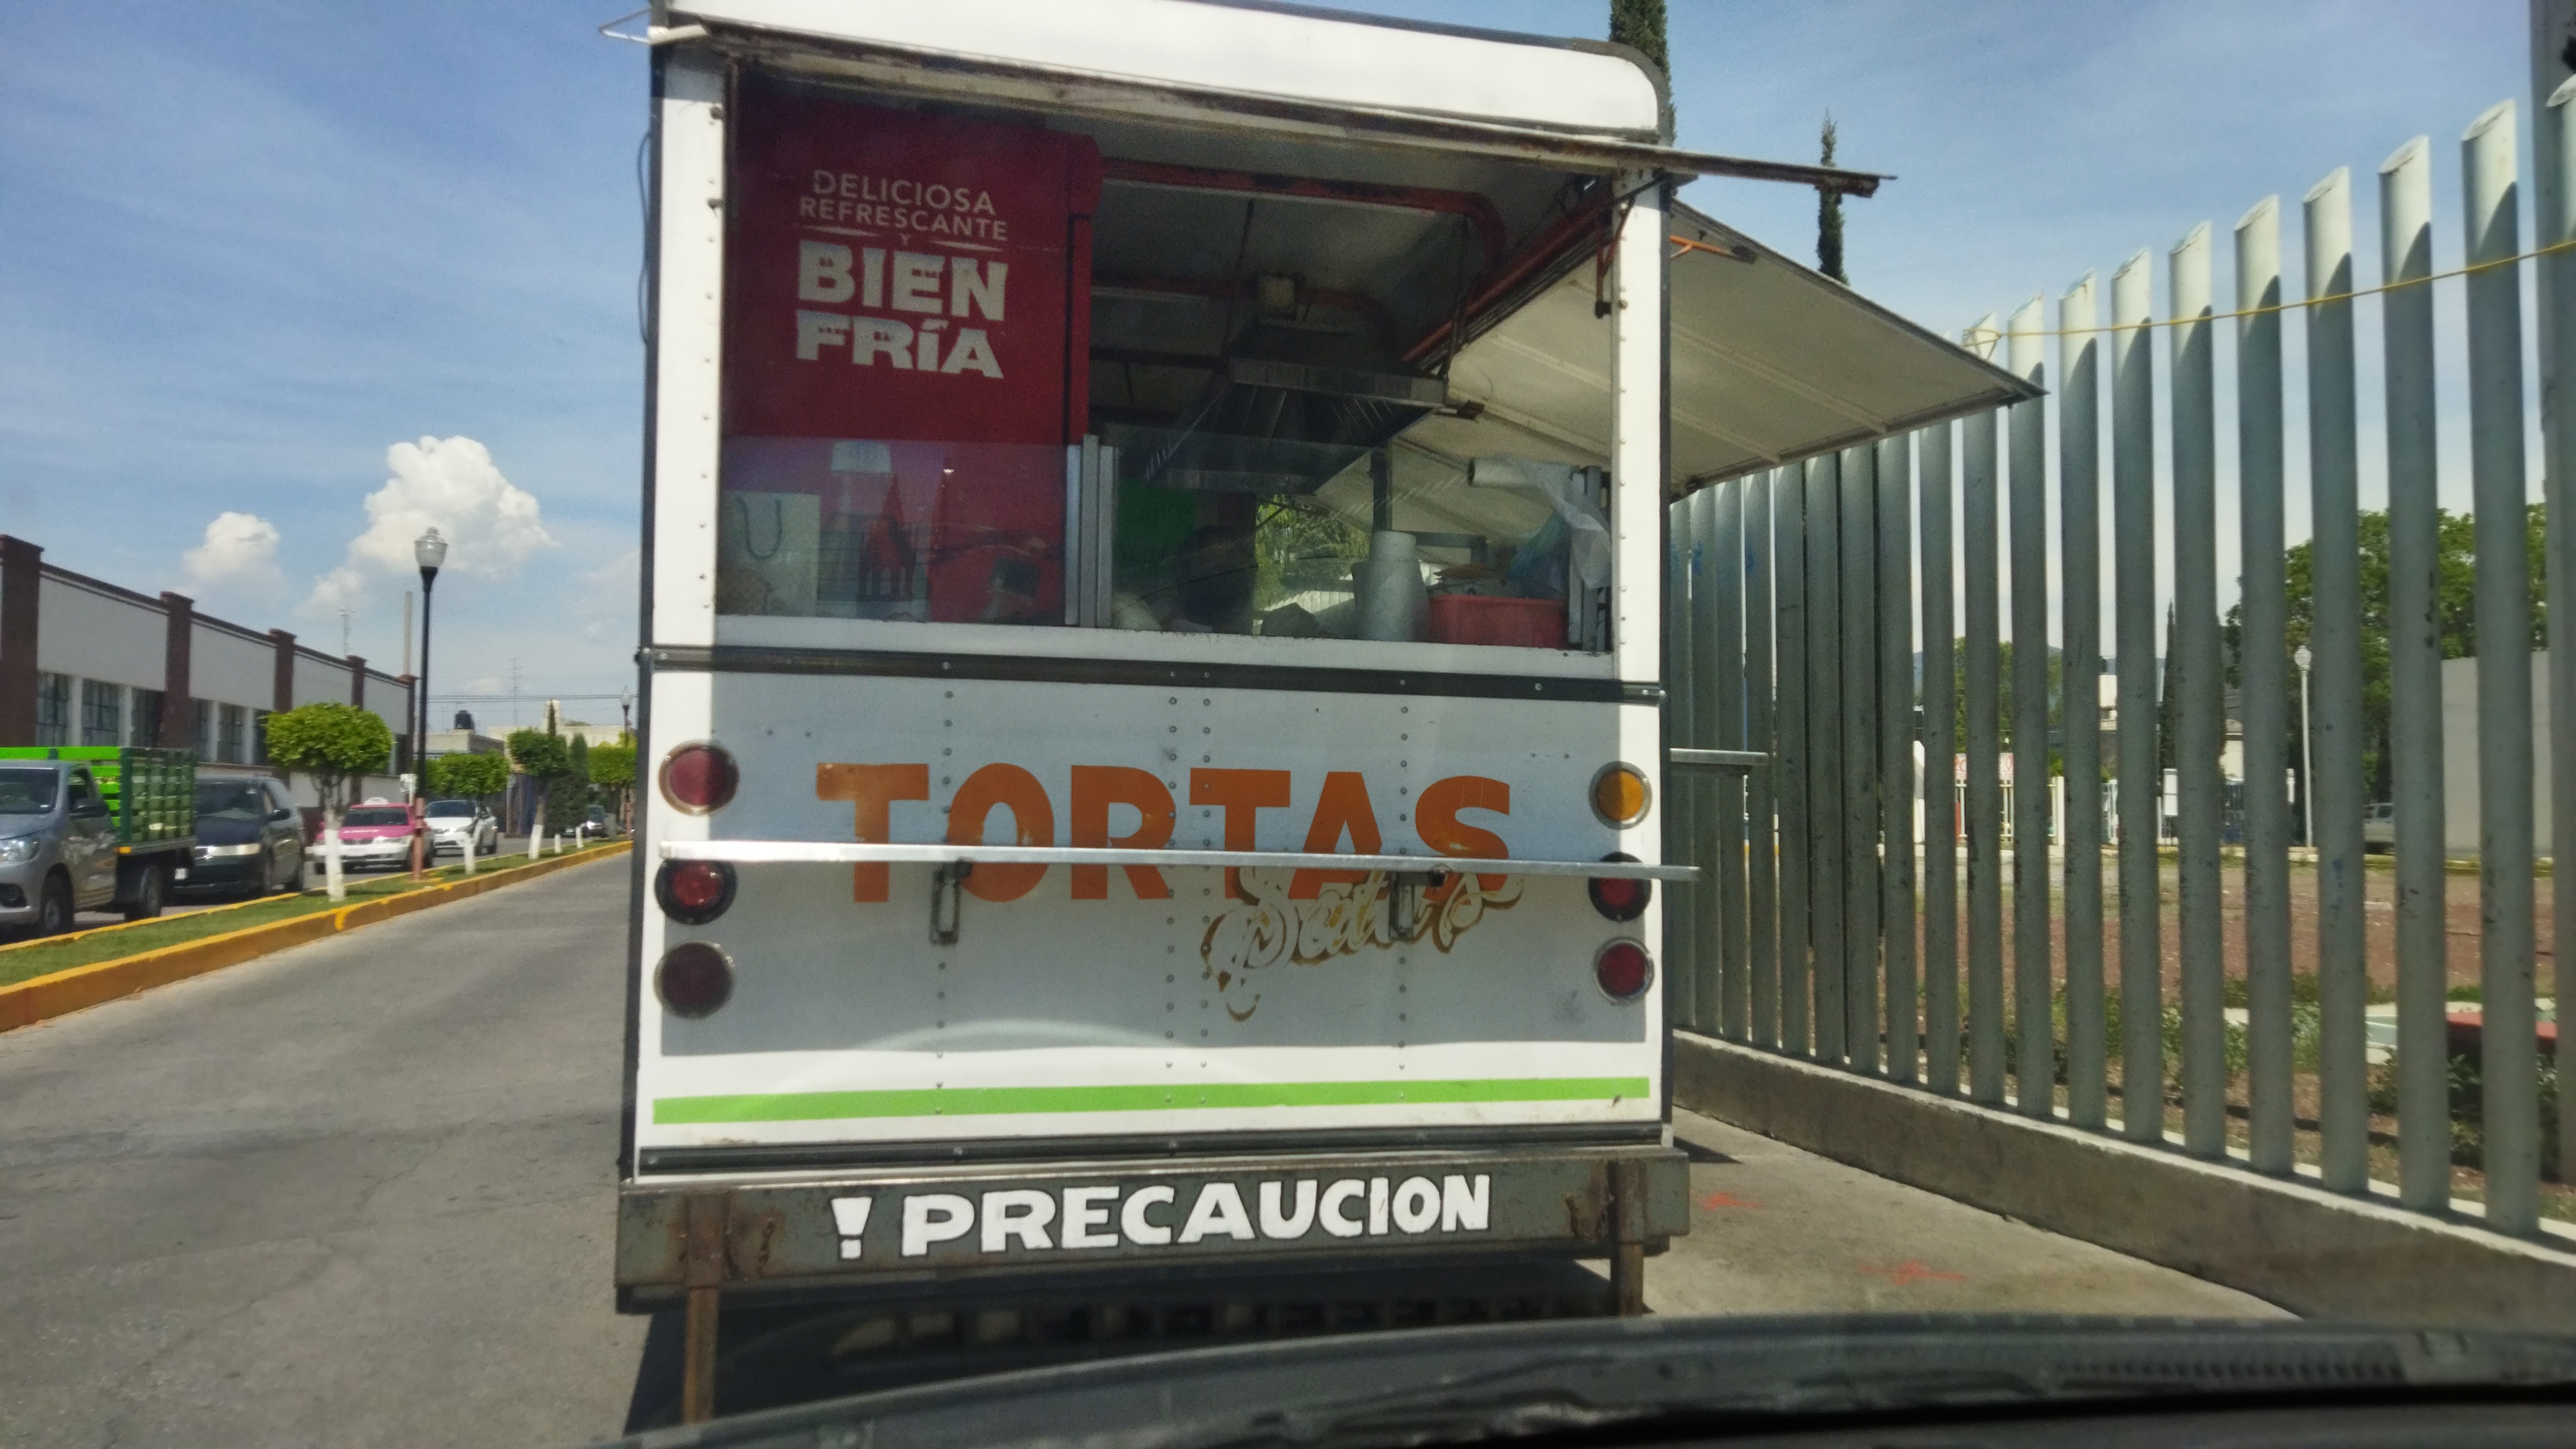 DELICIOSA
REFRESCANTE
Y
BIEN
FRÍA
TORTAS
! PRECAUCION